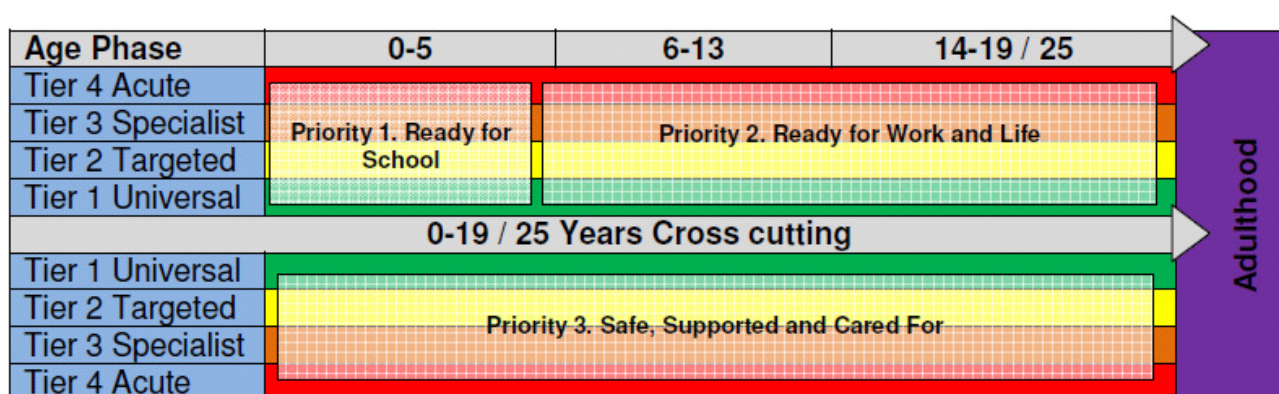 Age Phase 0-5 6-13 14-19 / 25
Tier 4 Acute
Tier 3 Specialist
Tier 2 Targeted
Tier 1 Universal
Priority 1. Ready for
School
Priority 2. Ready for Work and Life
0-19 / 25 Years Cross cutting
Tier 1 Universal
Tier 2 Targeted
Tier 3 Specialist
Tier 4 Acute
Priority 3. Safe, Supported and Cared For
Adulthood